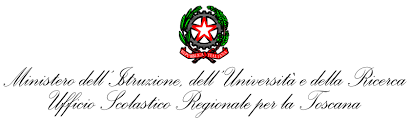 Ministero dell'Istruzione, dell'Università e della Ricerca
Ufficio Scolastico Regionale per la Toscana